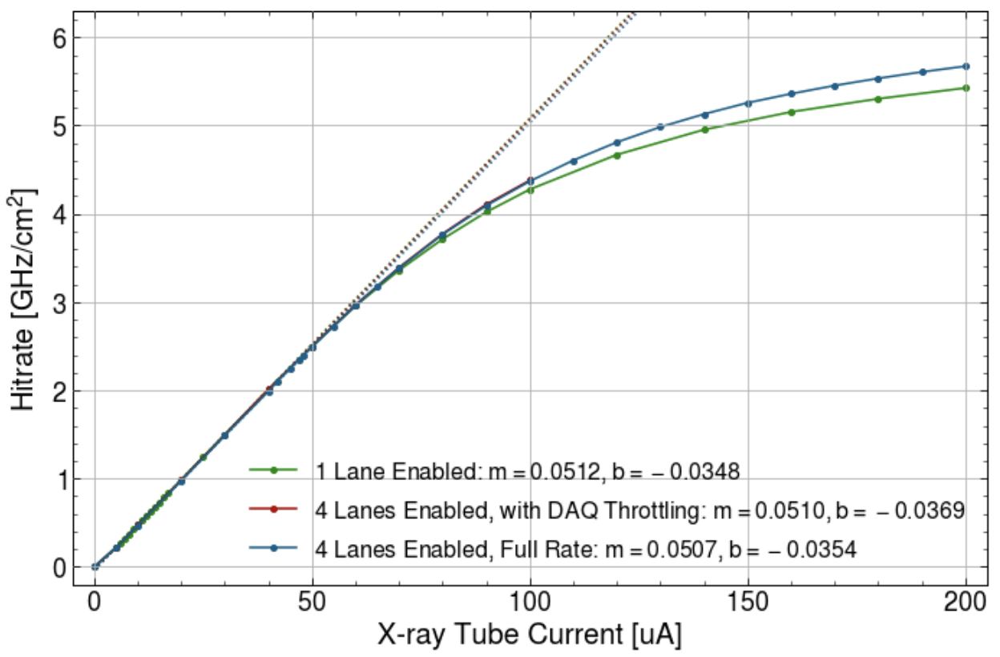 6
5
4
3
2
1
0
Hitrate [GHz/cm²]
1 Lane Enabled: m = 0.0512, b = − 0.0348
4 Lanes Enabled, with DAQ Throttling: m = 0.0510, b = − 0.0369
4 Lanes Enabled, Full Rate: m = 0.0507, b = − 0.0354
0 50 100 150 200
X-ray Tube Current [uA]